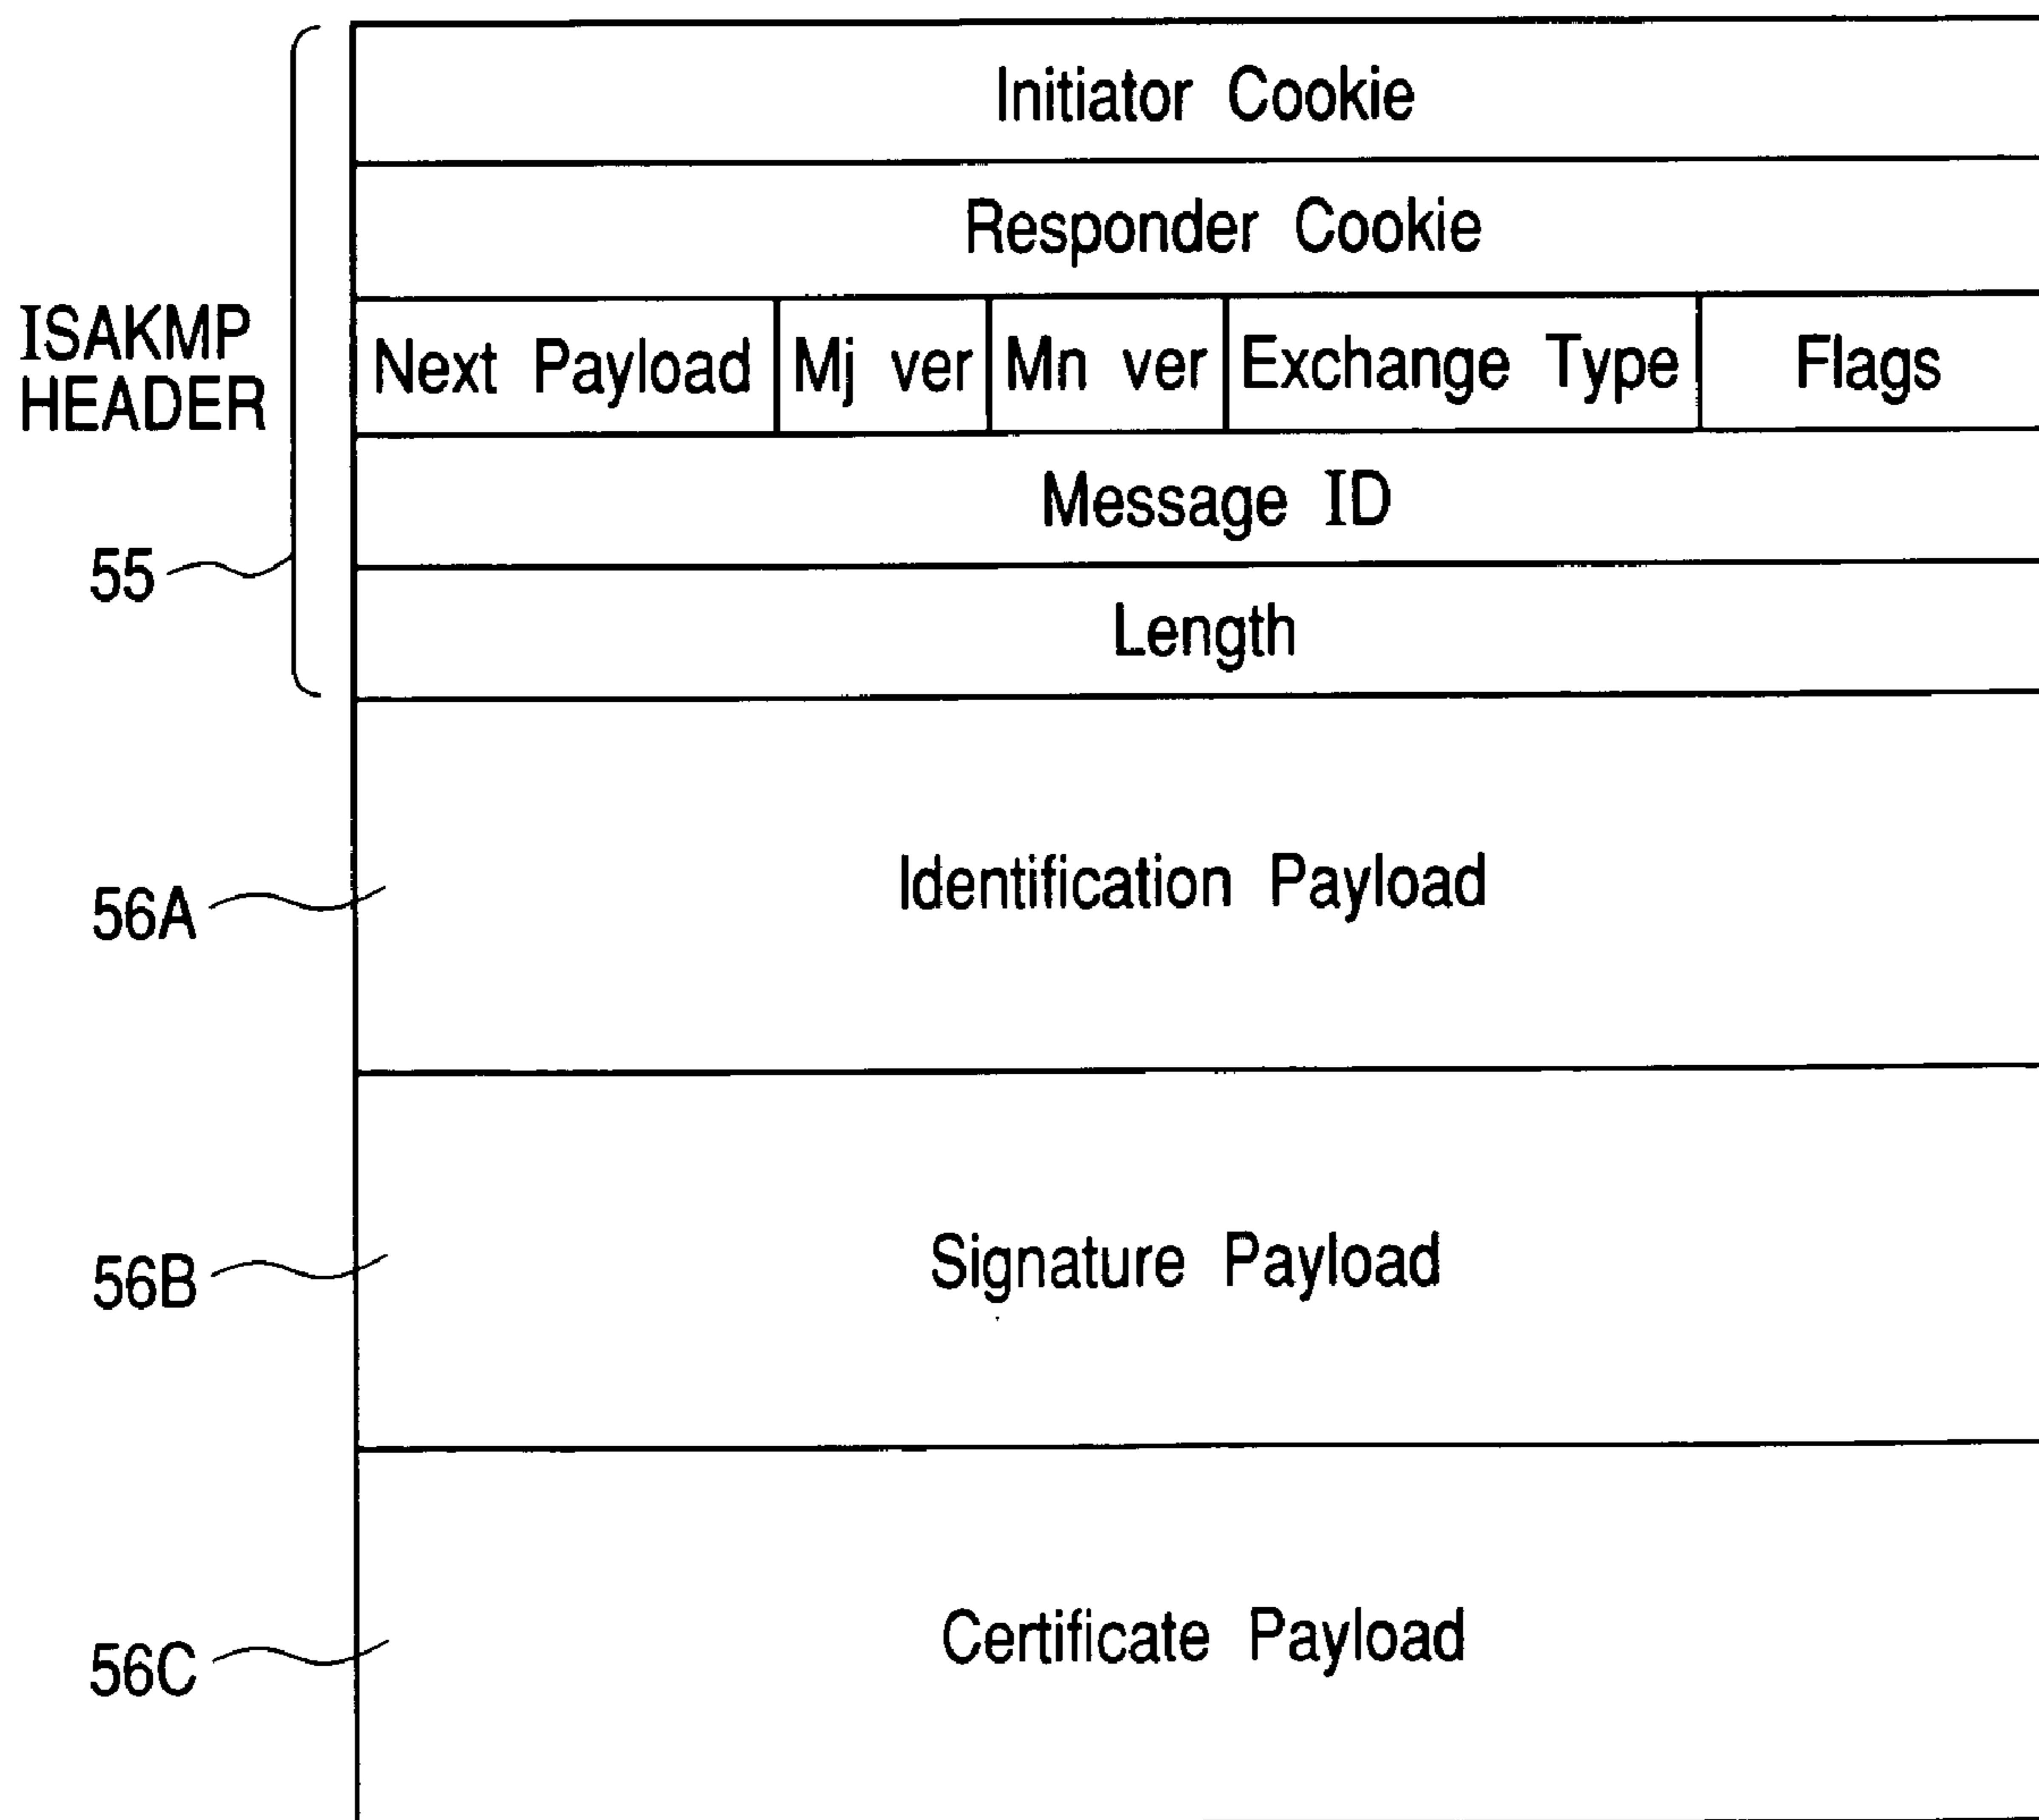 Initiator Cookie
Responder Cookie
ISAKMP
HEADER
Next Payload
Mj ver
Mn ver
Exchange Type
Flags
Message ID
55
Length
56A
Identification Payload
56B
Signature Payload
56C
Certificate Payload